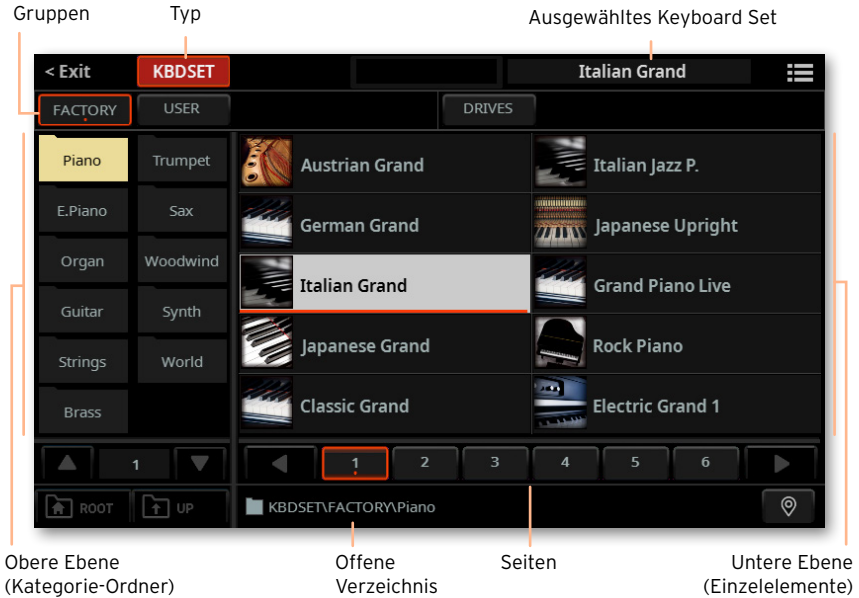 Gruppen Typ Ausgewähltes Keyboard Set
< Exit KBDSET Italian Grand
FACTORY USER DRIVES
Piano Trumpet Austrian Grand Italian Jazz P.
E.Piano Sax German Grand Japanese Upright
Organ Woodwind Italian Grand Grand Piano Live
Guitar Synth Japanese Grand Rock Piano
Strings World
Brass Classic Grand Electric Grand 1
1 1 2 3 4 5 6
ROOT UP KBDSET\FACTORY\Piano
Obere Ebene Offene Seiten Untere Ebene
(Kategorie-Ordner) Verzeichnis (Einzelelemente)